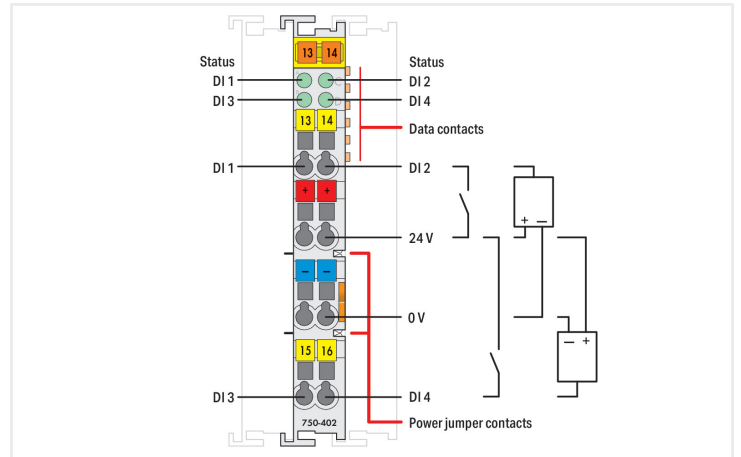 13 14
Status Status
DI 1 DI 2
DI 3 DI 4
13 14
Data contacts
DI 1 DI 2
+ +
+ −
24 V
− −
0 V
− +
15 16
DI 3 DI 4
750-402
Power jumper contacts